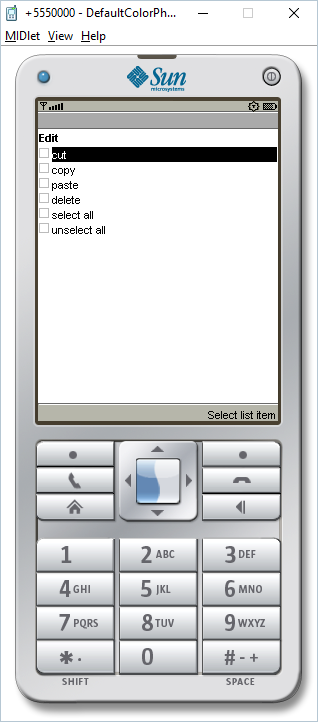 +5550000 - DefaultColorPh...
MIDlet View Help
Sun
microsystems
Edit
cut
copy
paste
delete
select all
unselect all
Select list item
1 2 ABC 3 DEF
4 GHI 5 JKL 6 MNO
7 PQRS 8 TUV 9 WXYZ
* . 0 # - +
SHIFT SPACE